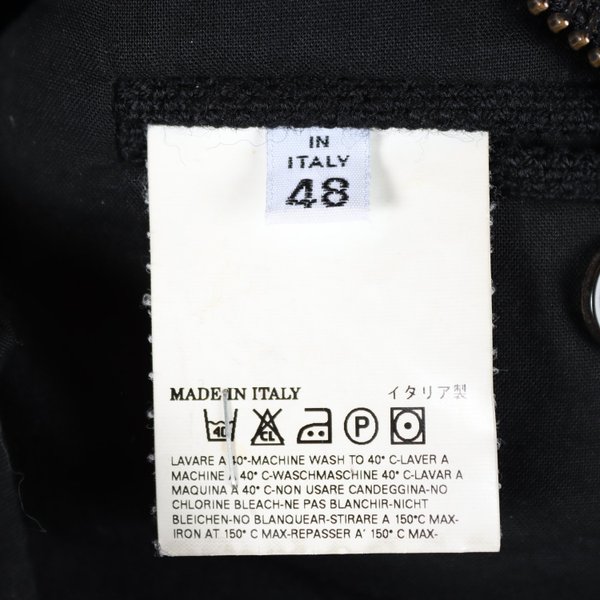 IN
ITALY
48
MADE IN ITALY イタリア製
40 CL P
LAVARE A 40°-MACHINE WASH TO 40° C-LAVER A
MACHINE A 40° C-WASCHMASCHINE 40° C-LAVAR A
MAQUINA A 40° C-NON USARE CANDEGGINA-NO
CHLORINE BLEACH-NE PAS BLANCHIR-NICHT
BLEICHEN-NO BLANQUEAR-STIRARE A 150°C MAX-
IRON AT 150° C MAX-REPASSER A' 150° C MAX-